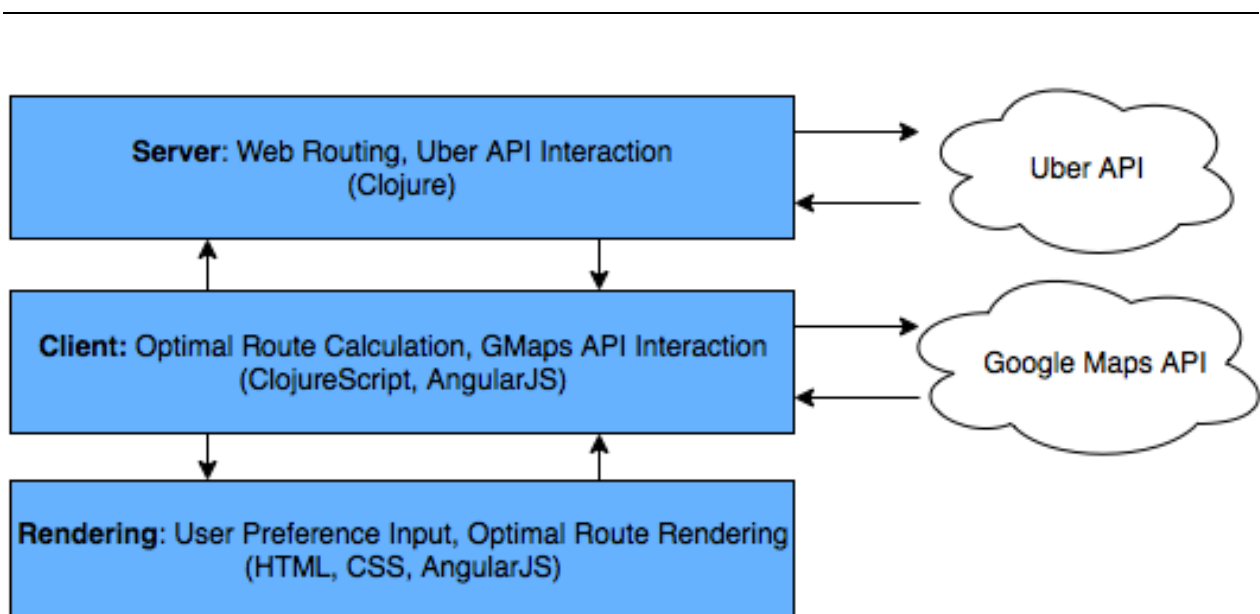 Server: Web Routing, Uber API Interaction
(Clojure)
Uber API
Client: Optimal Route Calculation, GMaps API Interaction
(ClojureScript, AngularJS)
Google Maps API
Rendering: User Preference Input, Optimal Route Rendering
(HTML, CSS, AngularJS)